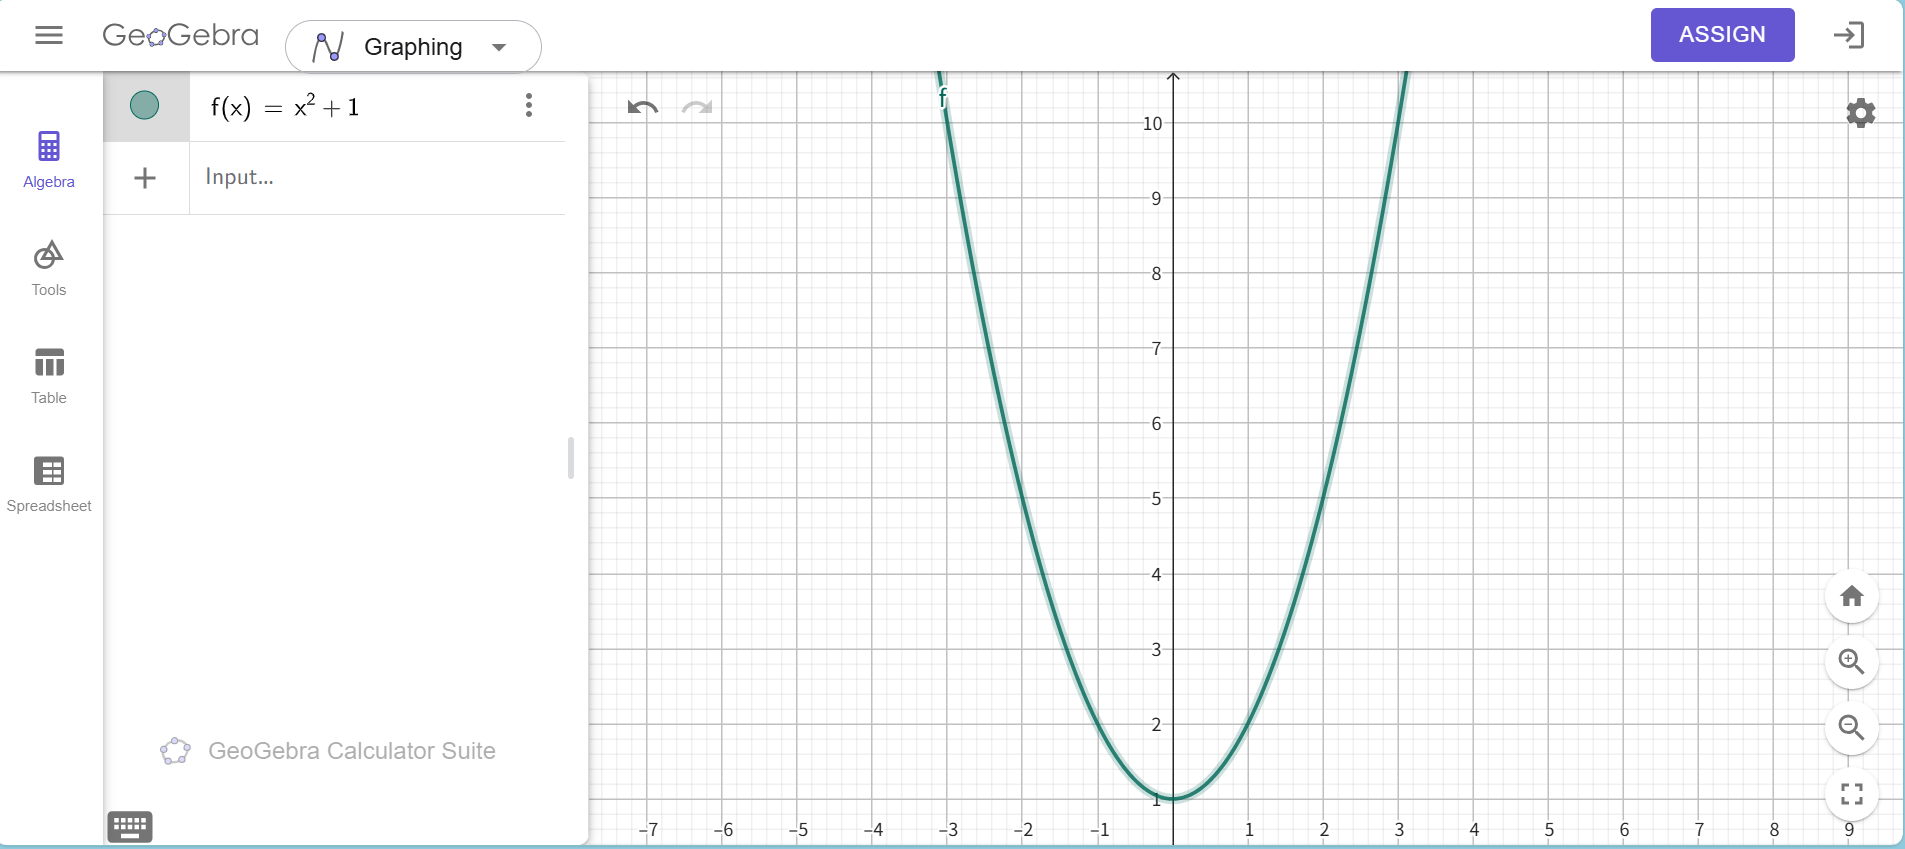 GeoGebra
Graphing
ASSIGN
Algebra
Tools
Table
Spreadsheet
f(x) = x² + 1
Input...
GeoGebra Calculator Suite
f
10
9
8
7
6
5
4
3
2
1
–7 –6 –5 –4 –3 –2 –1 1 2 3 4 5 6 7 8 9